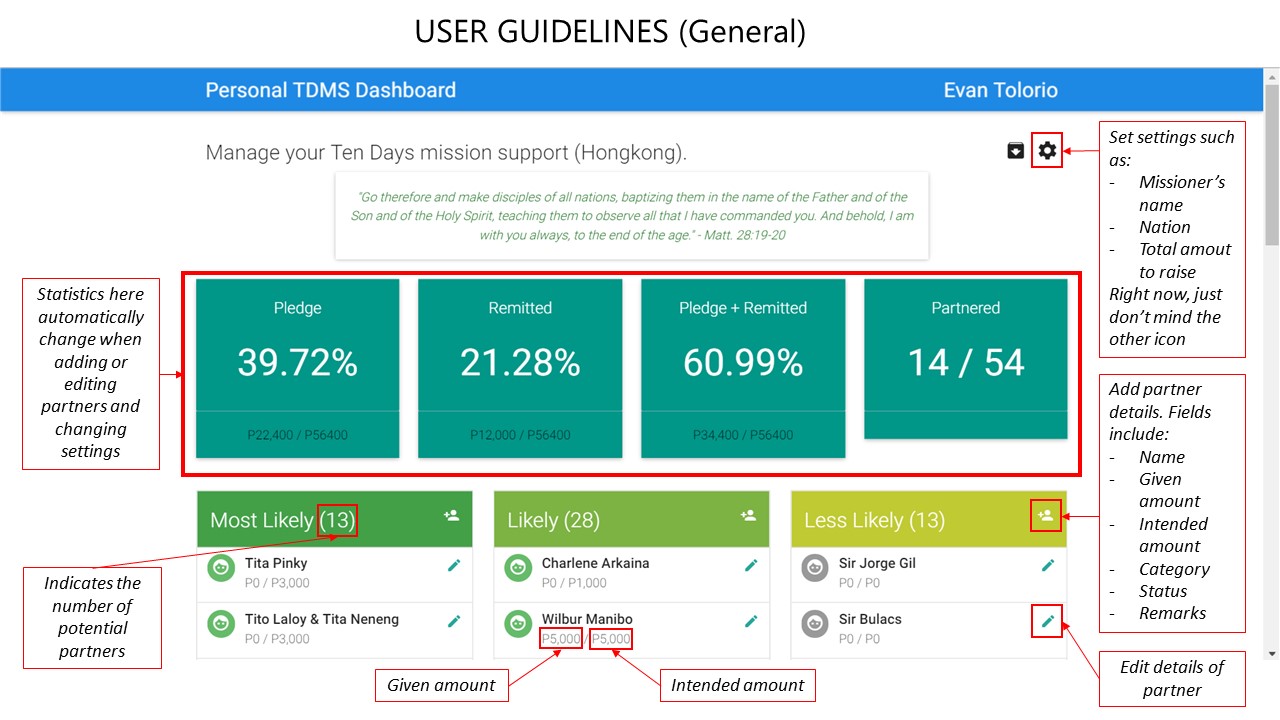 USER GUIDELINES (General)
Personal TDMS Dashboard
Evan Tolorio
Manage your Ten Days mission support (Hongkong).
"Go therefore and make disciples of all nations, baptizing them in the name of the Father and of the
Son and of the Holy Spirit, teaching them to observe all that I have commanded you. And behold, I am
with you always, to the end of the age." - Matt. 28:19-20
Set settings such
as:
- Missioner's
name
- Nation
- Total amout
to raise
Right now, just
don't mind the
other icon
Statistics here
automatically
change when
adding or
editing
partners and
changing
settings
Pledge
39.72%
P22,400 / P56400
Remitted
21.28%
P12,000 / P56400
Pledge + Remitted
60.99%
P34,400 / P56400
Partnered
14 / 54
Add partner
details. Fields
include:
- Name
- Given
amount
- Intended
amount
- Category
- Status
- Remarks
Most Likely (13)
Tita Pinky
P0 / P3,000
Tito Laloy & Tita Neneng
P0 / P3,000
Likely (28)
Charlene Arkaina
P0 / P1,000
Wilbur Manibo
P5,000 / P5,000
Less Likely (13)
Sir Jorge Gil
P0 / P0
Sir Bulacs
P0 / P0
Indicates the
number of
potential
partners
Given amount
Intended amount
Edit details of
partner